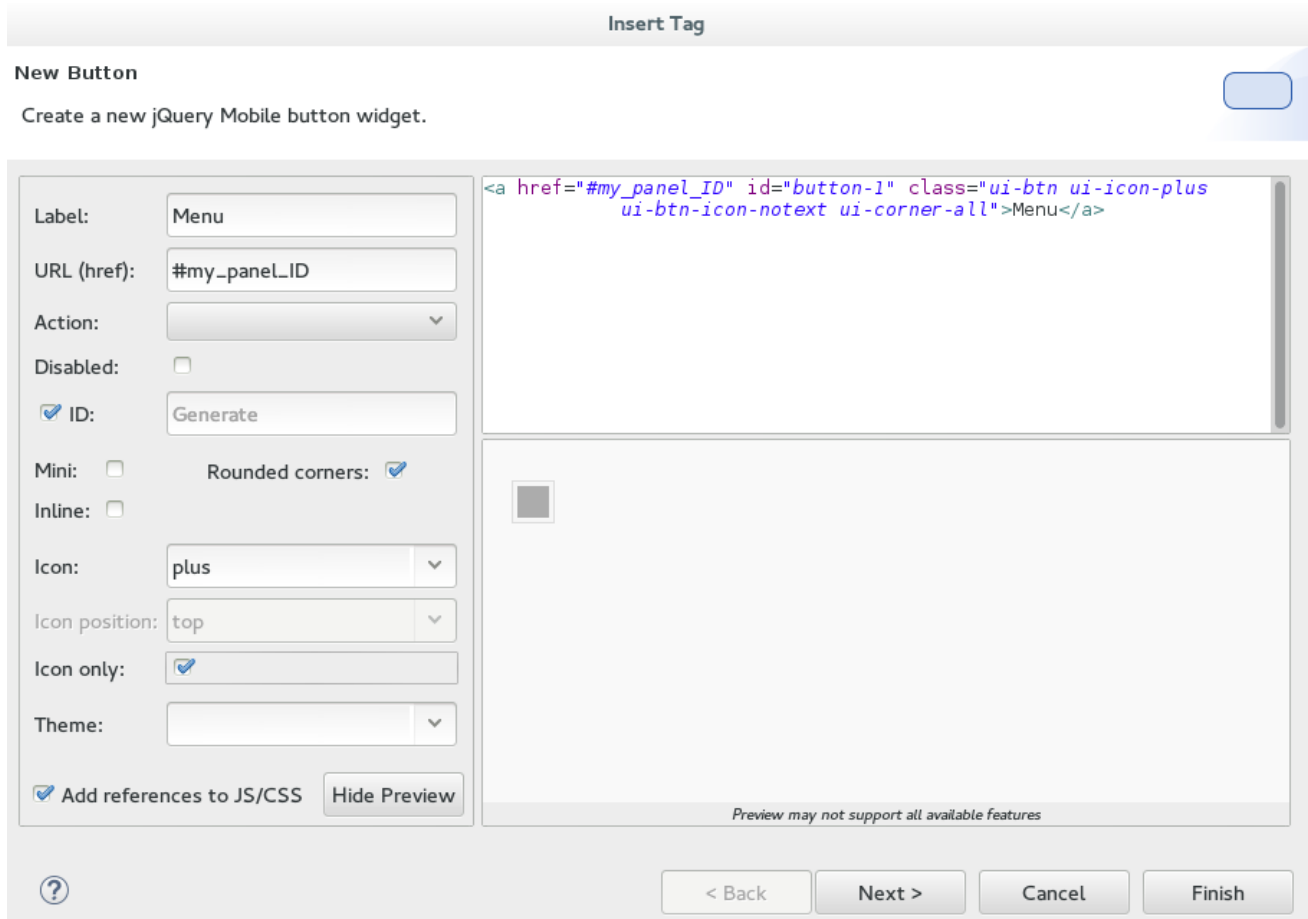 Insert Tag
New Button
Create a new jQuery Mobile button widget.
Label: Menu
URL (href): #my_panel_ID
Action:
Disabled:
ID: Generate
Mini: Rounded corners:
Inline:
Icon: plus
Icon position: top
Icon only:
Theme:
Add references to JS/CSS Hide Preview
<a href="#my_panel_ID" id="button-1" class="ui-btn ui-icon-plus
ui-btn-icon-notext ui-corner-all">Menu</a>
Preview may not support all available features
? < Back Next > Cancel Finish